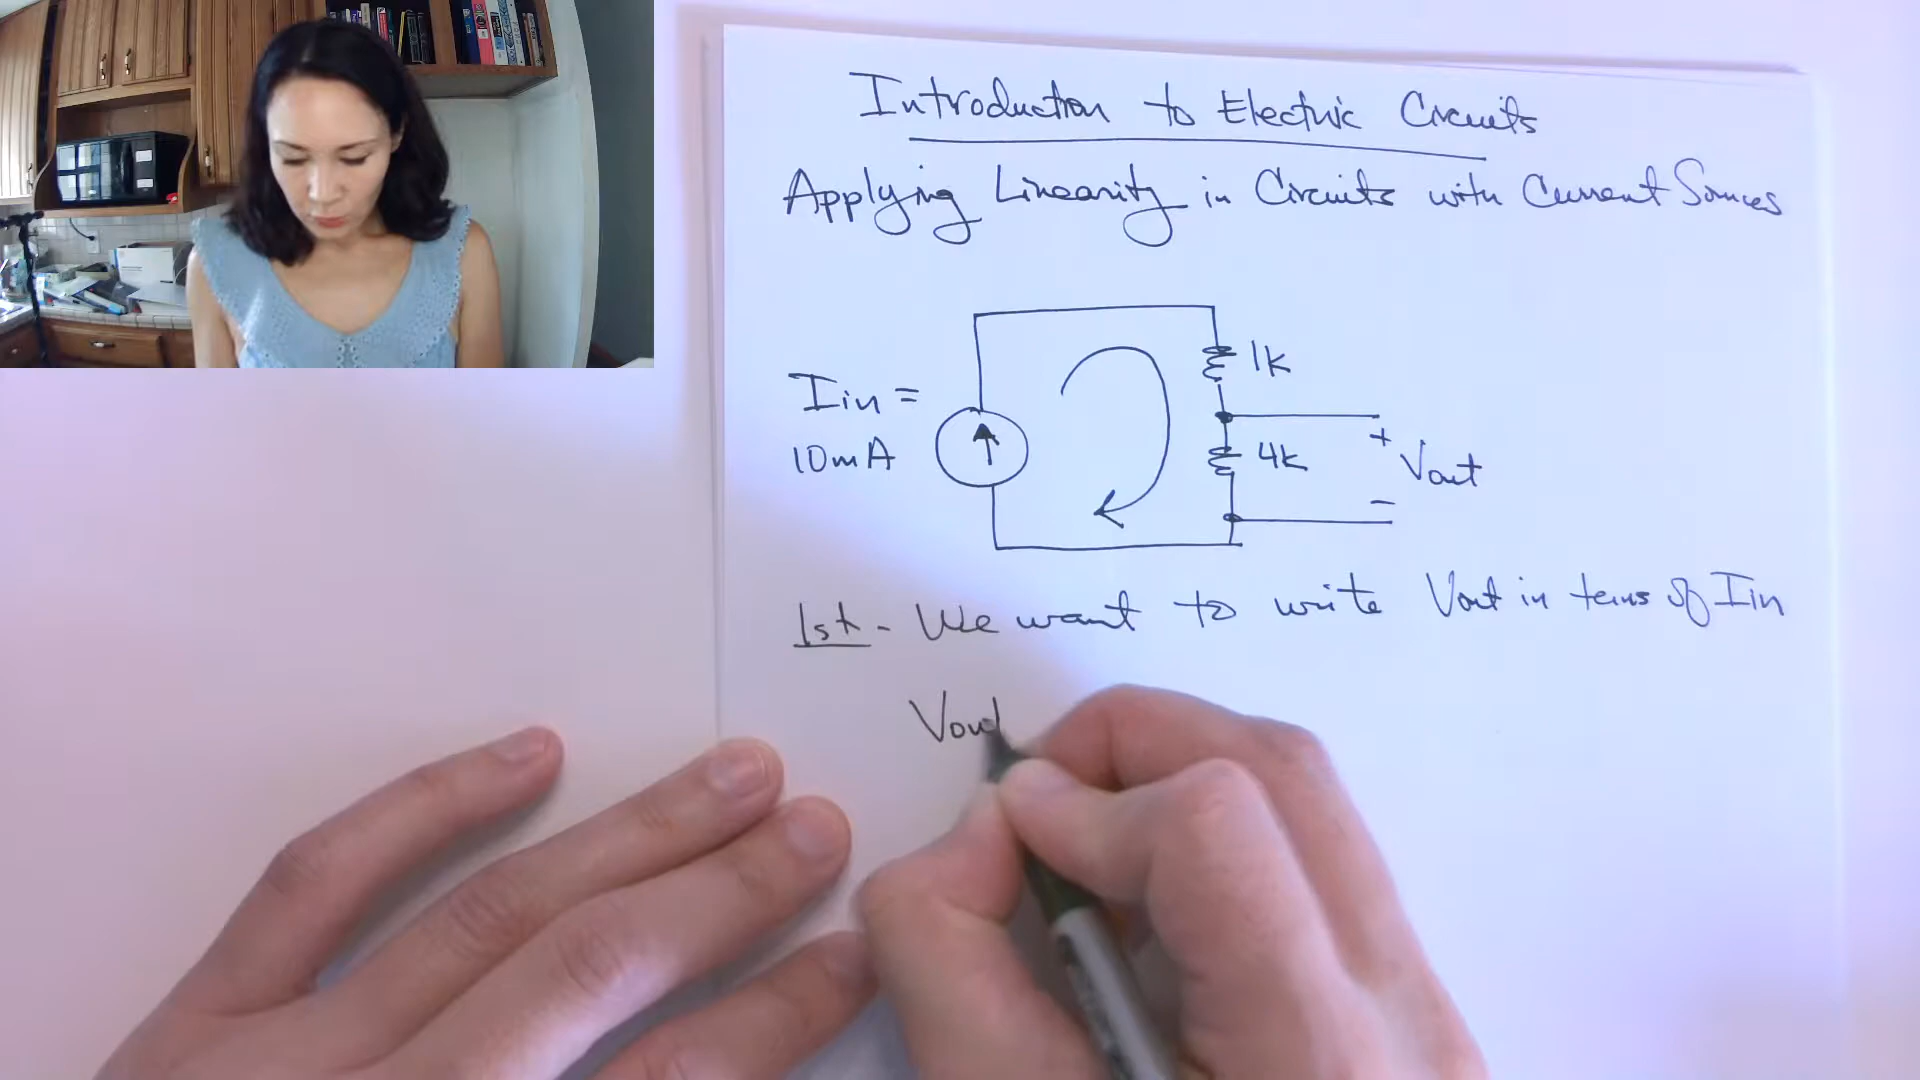 Introduction to Electric Circuits
Applying Linearity in Circuits with Current Sources
1k
Iin =
10mA
4k
+
Vout
-
1st - We want to write Vout in terms of Iin
Vout